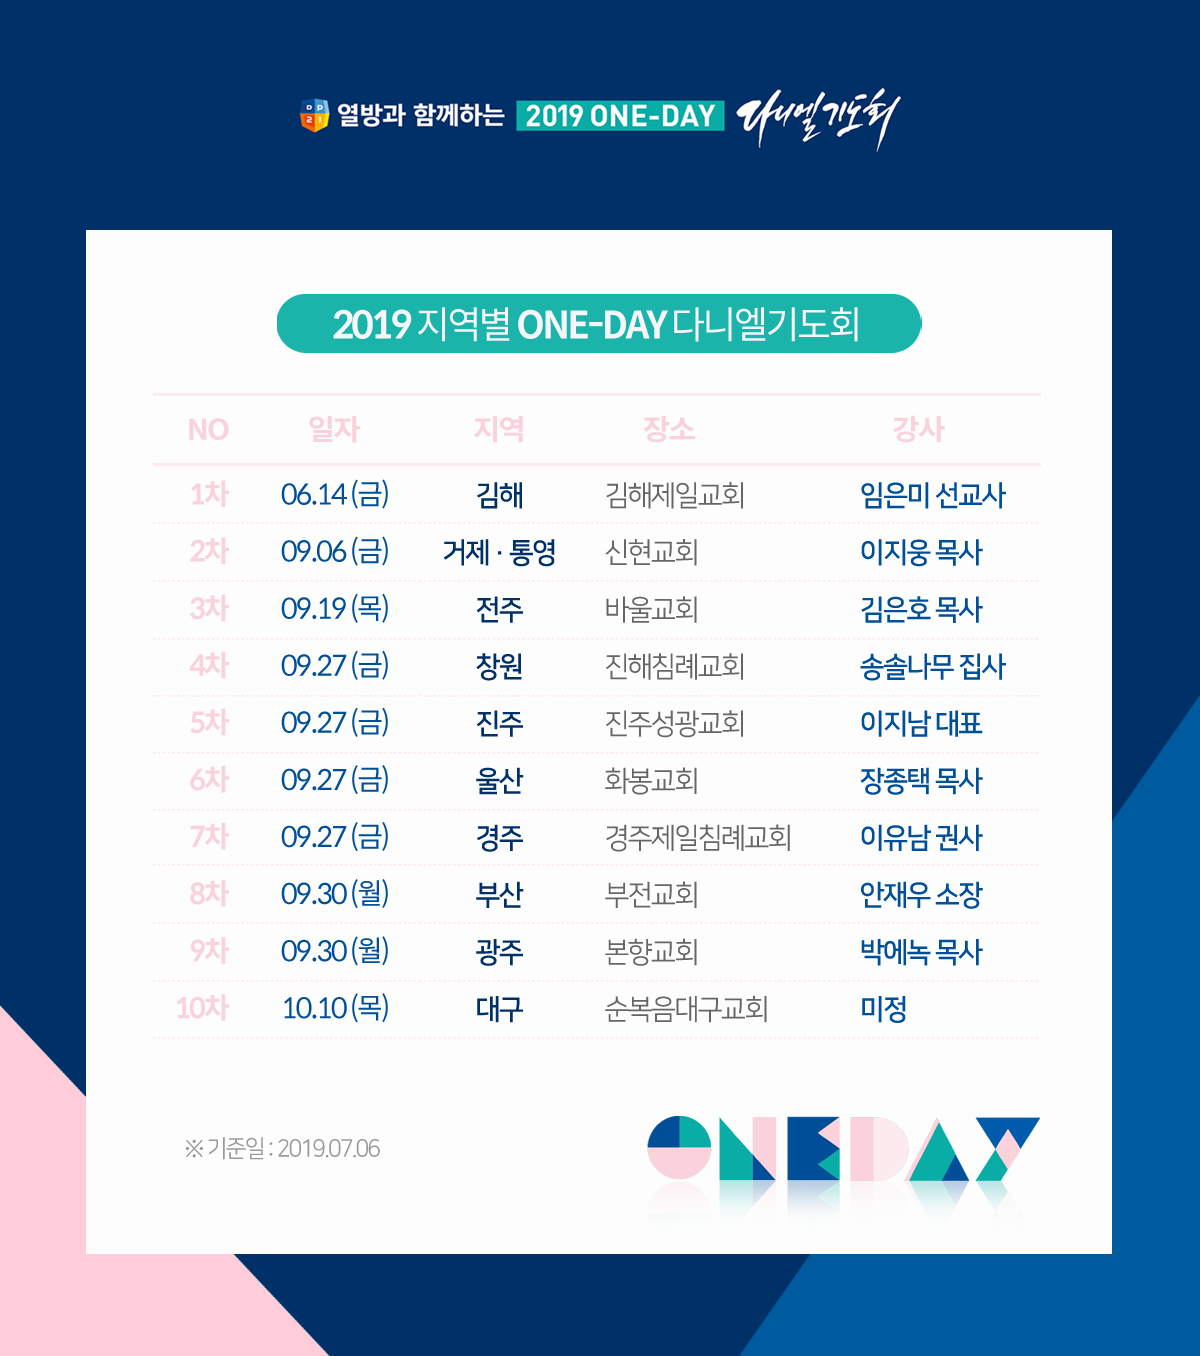 DP
21
열방과 함께하는 2019 ONE-DAY 다니엘기도회
2019 지역별 ONE-DAY 다니엘기도회
NO 일자 지역 장소 강사
1차 06.14 (금) 김해 김해제일교회 임은미 선교사
2차 09.06 (금) 거제 · 통영 신현교회 이지웅 목사
3차 09.19 (목) 전주 바울교회 김은호 목사
4차 09.27 (금) 창원 진해침례교회 송솔나무 집사
5차 09.27 (금) 진주 진주성광교회 이지남 대표
6차 09.27 (금) 울산 화봉교회 장종택 목사
7차 09.27 (금) 경주 경주제일침례교회 이유남 권사
8차 09.30 (월) 부산 부전교회 안재우 소장
9차 09.30 (월) 광주 본향교회 박에녹 목사
10차 10.10 (목) 대구 순복음대구교회 미정
※ 기준일 : 2019.07.06
ONEDAY